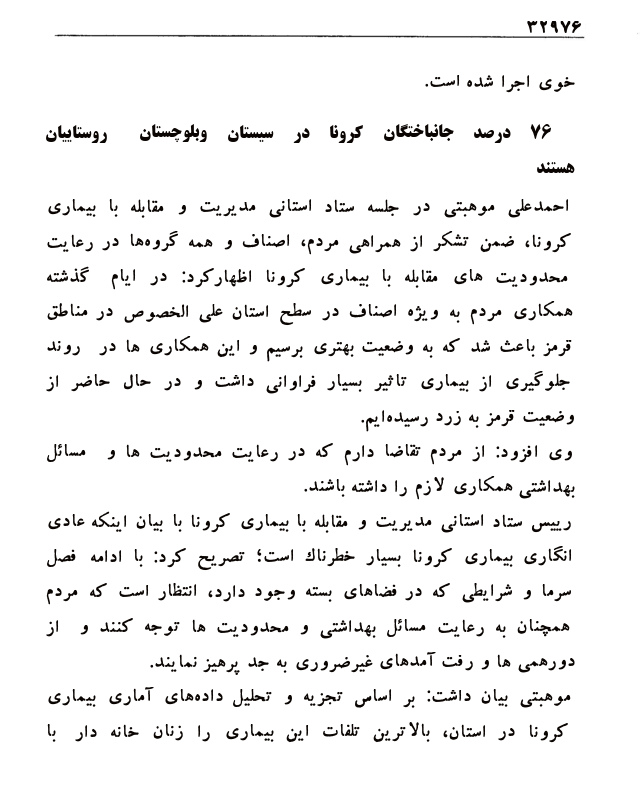 ۳۲۹۷۶
خوی اجرا شده است.
۷۶ درصد جانباختگان کرونا در سیستان وبلوچستان روستاییان
هستند
احمدعلی موهبتی در جلسه ستاد استانی مدیریت و مقابله با بیماری
کرونا، ضمن تشکر از همراهی مردم، اصناف و همه گروه‌ها در رعایت
محدودیت های مقابله با بیماری کرونا اظهارکرد: در ایام گذشته
همکاری مردم به ویژه اصناف در سطح استان علی الخصوص در مناطق
قرمز باعث شد که به وضعیت بهتری برسیم و این همکاری ها در روند
جلوگیری از بیماری تاثیر بسیار فراوانی داشت و در حال حاضر از
وضعیت قرمز به زرد رسیده‌ایم.
وی افزود: از مردم تقاضا دارم که در رعایت محدودیت ها و مسائل
بهداشتی همکاری لازم را داشته باشند.
رییس ستاد استانی مدیریت و مقابله با بیماری کرونا با بیان اینکه عادی
انگاری بیماری کرونا بسیار خطرناك است؛ تصریح کرد: با ادامه فصل
سرما و شرایطی که در فضاهای بسته وجود دارد، انتظار است که مردم
همچنان به رعایت مسائل بهداشتی و محدودیت ها توجه کنند و از
دورهمی ها و رفت آمدهای غیرضروری به جد پرهیز نمایند.
موهبتی بیان داشت: بر اساس تجزیه و تحلیل داده‌های آماری بیماری
کرونا در استان، بالاترین تلفات این بیماری را زنان خانه دار با